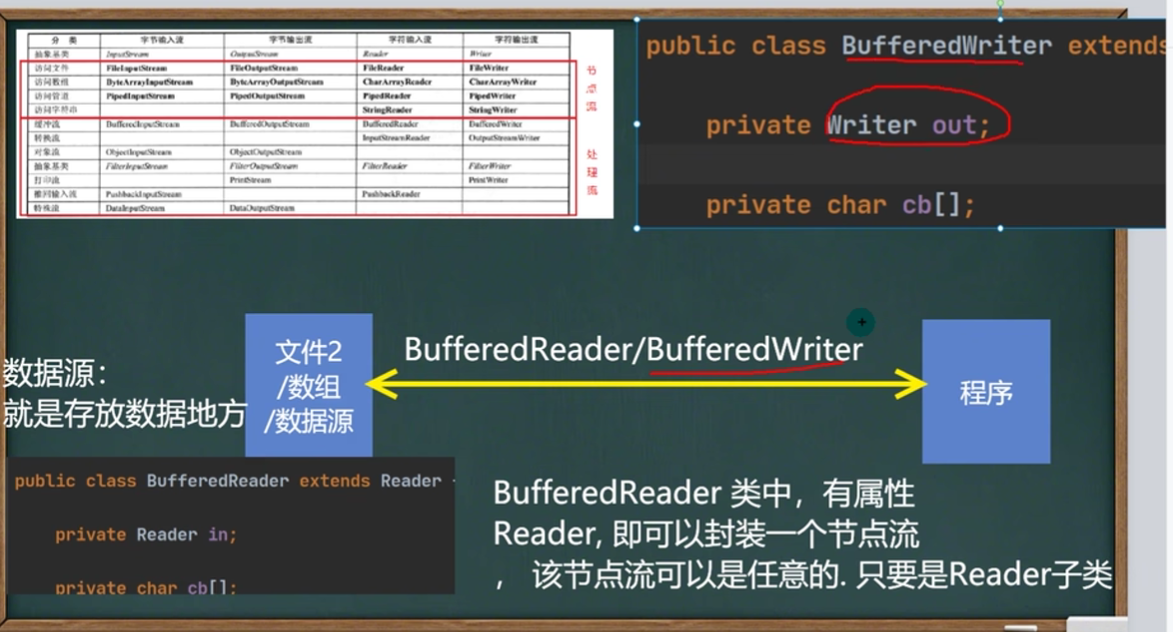 分 类 字节输入流 字节输出流 字符输入流 字符输出流
抽象基类 InputStream OutputStream Reader Writer
访问文件 FileInputStream FileOutputStream FileReader FileWriter
访问数组 ByteArrayInputStream ByteArrayOutputStream CharArrayReader CharArrayWriter
访问管道 PipedInputStream PipedOutputStream PipedReader PipedWriter
访问字符串 StringReader StringWriter
缓冲流 BufferedInputStream BufferedOutputStream BufferedReader BufferedWriter
转换流 InputStreamReader OutputStreamWriter
对象流 ObjectInputStream ObjectOutputStream
抽象基类 FilterInputStream FilterOutputStream FilterReader FilterWriter
打印流 PrintStream PrintWriter
推回输入流 PushbackInputStream PushbackReader
特殊流 DataInputStream DataOutputStream
节点流
处理流
public class BufferedWriter extends
private Writer out;
private char cb[];
数据源：
就是存放数据地方
文件2
/数组
/数据源
BufferedReader/BufferedWriter
程序
public class BufferedReader extends Reader
private Reader in;
private char cb[];
BufferedReader 类中，有属性
Reader, 即可以封装一个节点流
， 该节点流可以是任意的. 只要是Reader子类